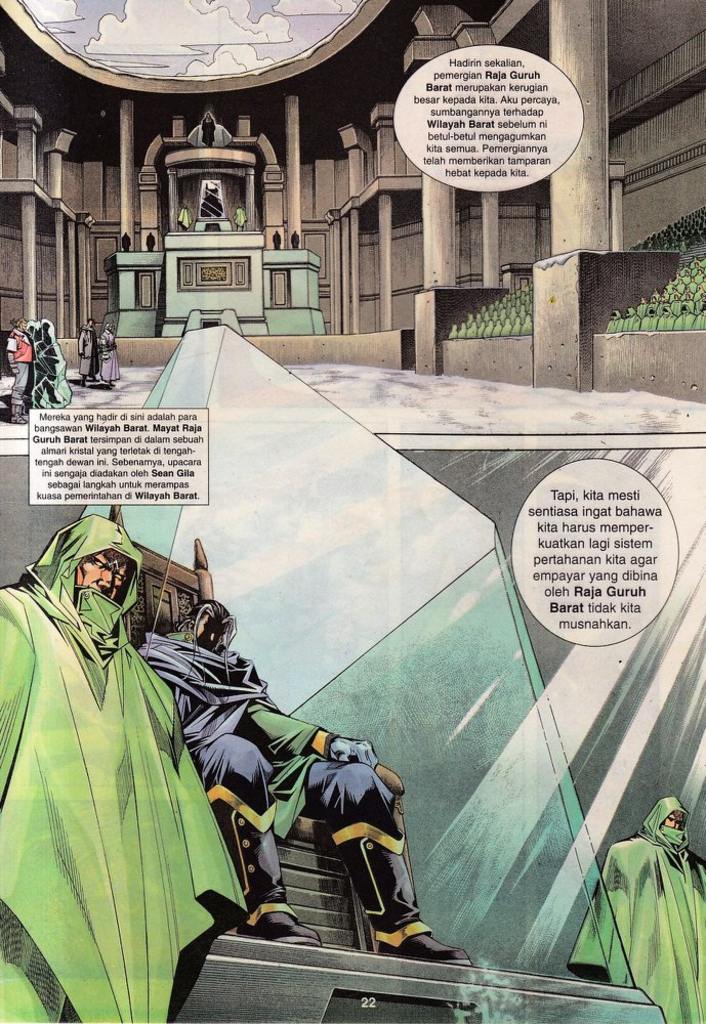 Hadirin sekalian,
pemergian Raja Guruh
Barat merupakan kerugian
besar kepada kita. Aku percaya,
sumbangannya terhadap
Wilayah Barat sebelum ni
betul-betul mengagumkan
kita semua. Pemergiannya
telah memberikan tamparan
hebat kepada kita.
Mereka yang hadir di sini adalah para
bangsawan Wilayah Barat. Mayat Raja
Guruh Barat tersimpan di dalam sebuah
almari kristal yang terletak di tengah-
tengah dewan ini. Sebenarnya, upacara
ini sengaja diadakan oleh Sean Gila
sebagai langkah untuk merampas
kuasa pemerintahan di Wilayah Barat.
Tapi, kita mesti
sentiasa ingat bahawa
kita harus memper-
kuatkan lagi sistem
pertahanan kita agar
empayar yang dibina
oleh Raja Guruh
Barat tidak kita
musnahkan.
22